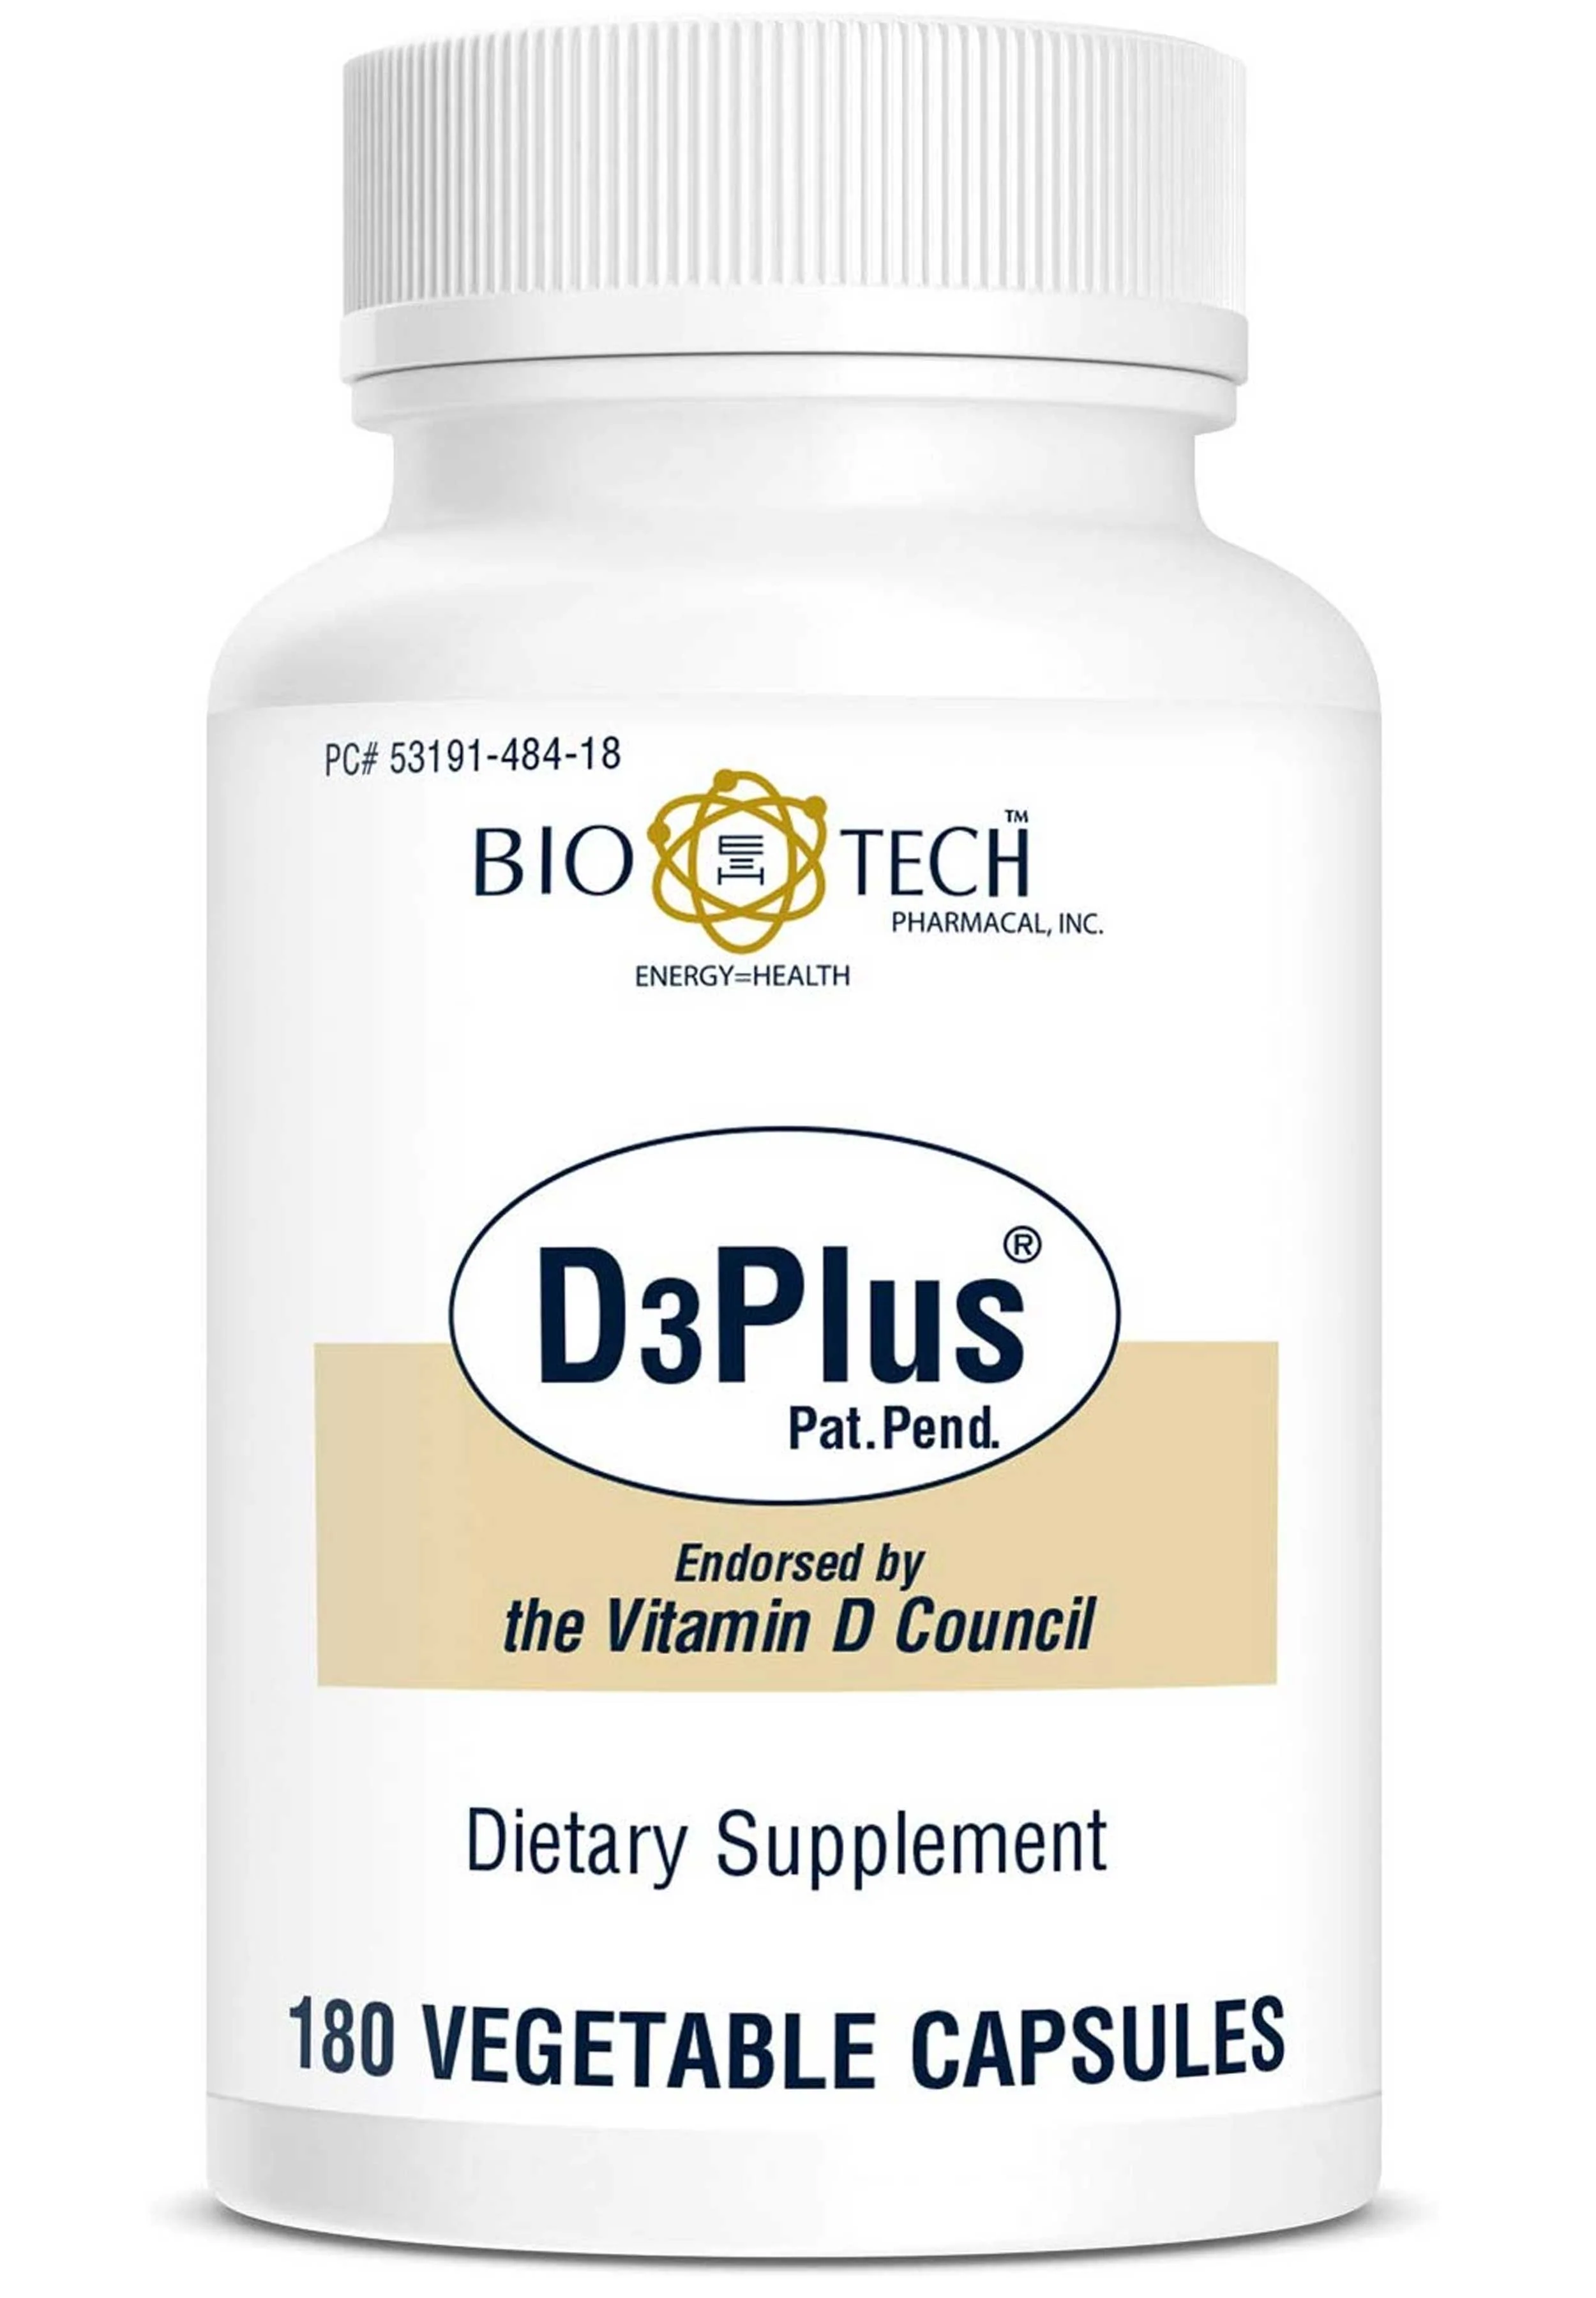 PC# 53191-484-18
BIO TECH™
PHARMACAL, INC.
ENERGY=HEALTH
D3Plus®
Pat.Pend.
Endorsed by
the Vitamin D Council
Dietary Supplement
180 VEGETABLE CAPSULES